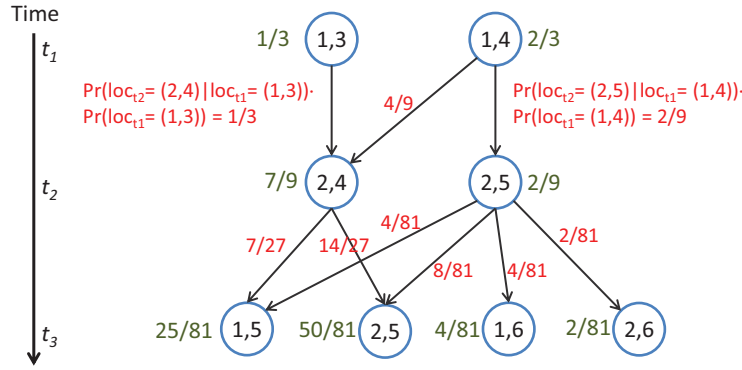 Time
t1
1/3
1,3
1,4
2/3
Pr(loct2= (2,4)|loct1= (1,3))·
Pr(loct1= (1,3)) = 1/3
4/9
Pr(loct2= (2,5)|loct1= (1,4))·
Pr(loct1= (1,4)) = 2/9
t2
7/9
2,4
2,5
2/9
7/27
14/27
4/81
8/81
4/81
2/81
t3
25/81
1,5
50/81
2,5
4/81
1,6
2/81
2,6